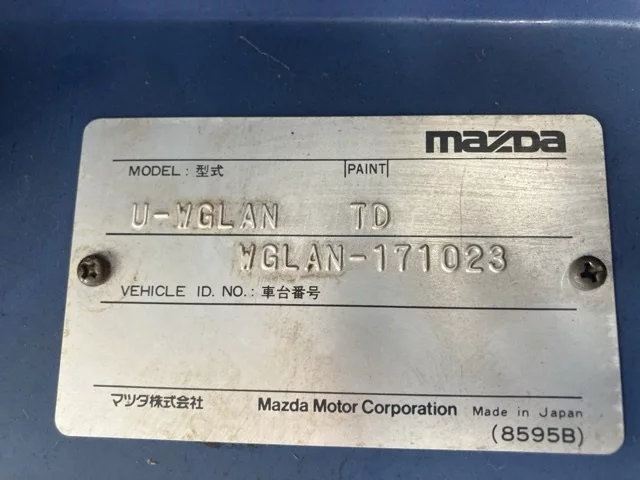 mazda
MODEL : 型式 PAINT
U-WGLAN TD
WGLAN-171023
VEHICLE ID. NO. : 車台番号
マツダ株式会社 Mazda Motor Corporation Made in Japan
(8595B)